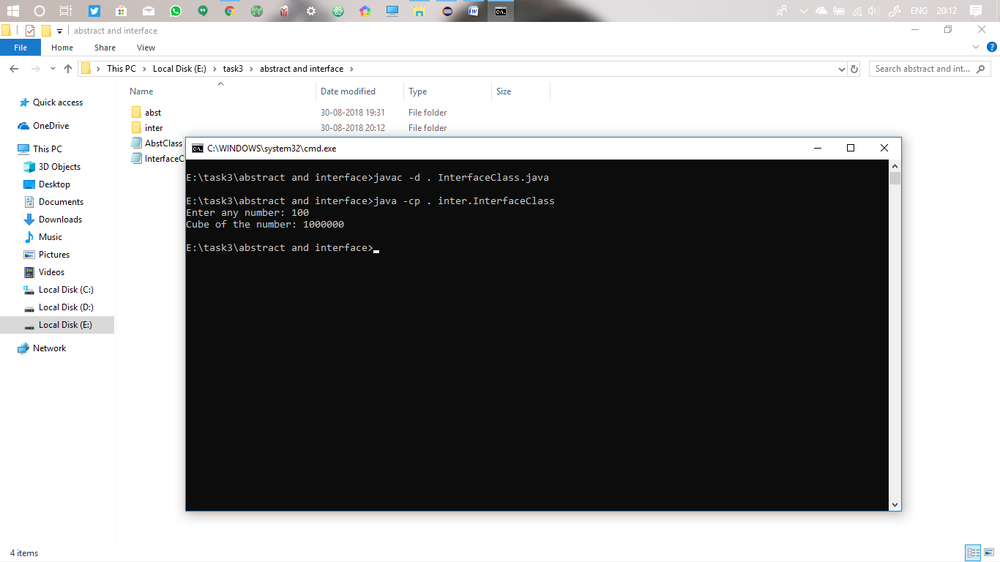 ENG 20:12
abstract and interface
File Home Share View
This PC Local Disk (E:) task3 abstract and interface Search abstract and int...
Name Date modified Type Size
Quick access
OneDrive
This PC
3D Objects
Desktop
Documents
Downloads
Music
Pictures
Videos
Local Disk (C:)
Local Disk (D:)
Local Disk (E:)
Network
abst 30-08-2018 19:31 File folder
inter 30-08-2018 20:12 File folder
AbstClass
InterfaceC
C:\WINDOWS\system32\cmd.exe
E:\task3\abstract and interface>javac -d . InterfaceClass.java
E:\task3\abstract and interface>java -cp . inter.InterfaceClass
Enter any number: 100
Cube of the number: 1000000
E:\task3\abstract and interface>
4 items